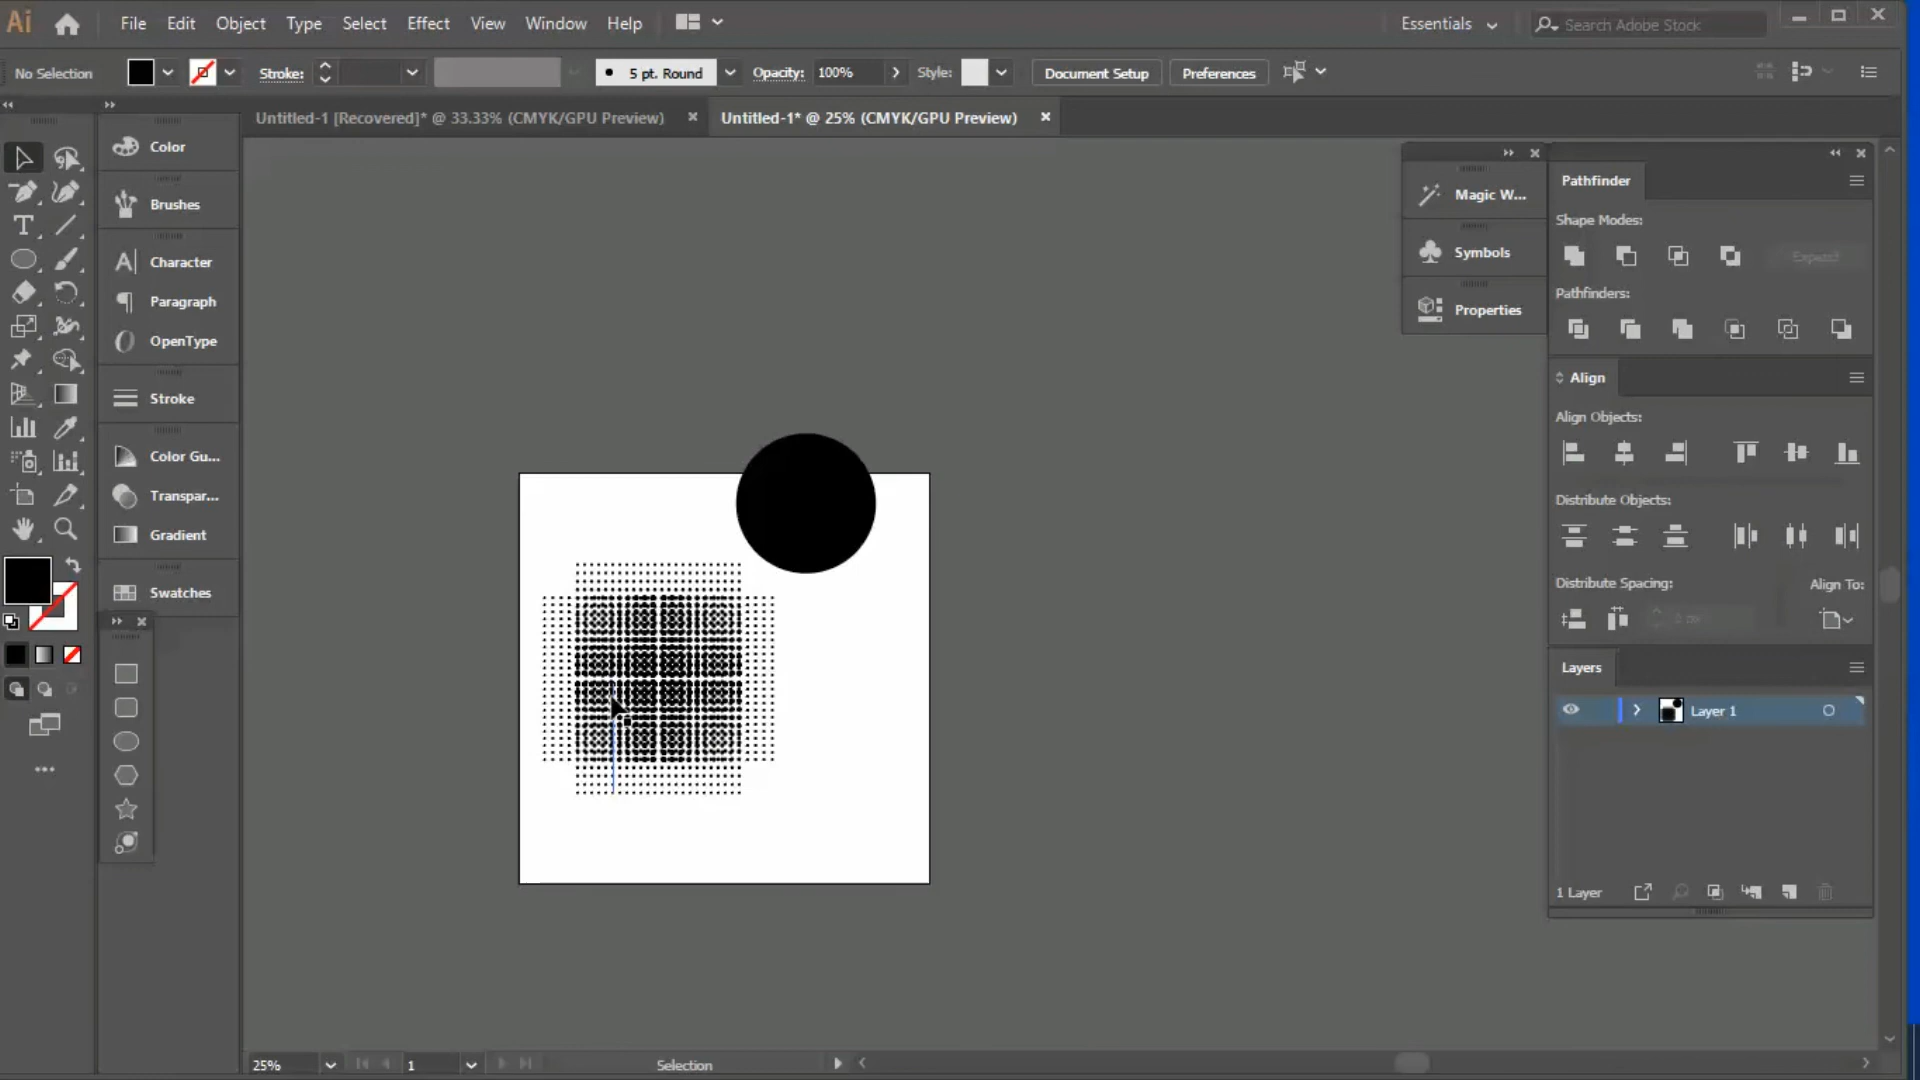 Ai File Edit Object Type Select Effect View Window Help Essentials Search Adobe Stock
No Selection Stroke: 5 pt. Round Opacity: 100% Style: Document Setup Preferences
Untitled-1 [Recovered]* @ 33.33% (CMYK/GPU Preview) Untitled-1* @ 25% (CMYK/GPU Preview)
Color
Brushes
Character
Paragraph
OpenType
Stroke
Color Gu...
Transpar...
Gradient
Swatches
Magic W...
Symbols
Properties
Pathfinder
Shape Modes:
Expand
Pathfinders:
Align
Align Objects:
Distribute Objects:
Distribute Spacing: Align To:
Layers
Layer 1
1 Layer
25% 1 Selection